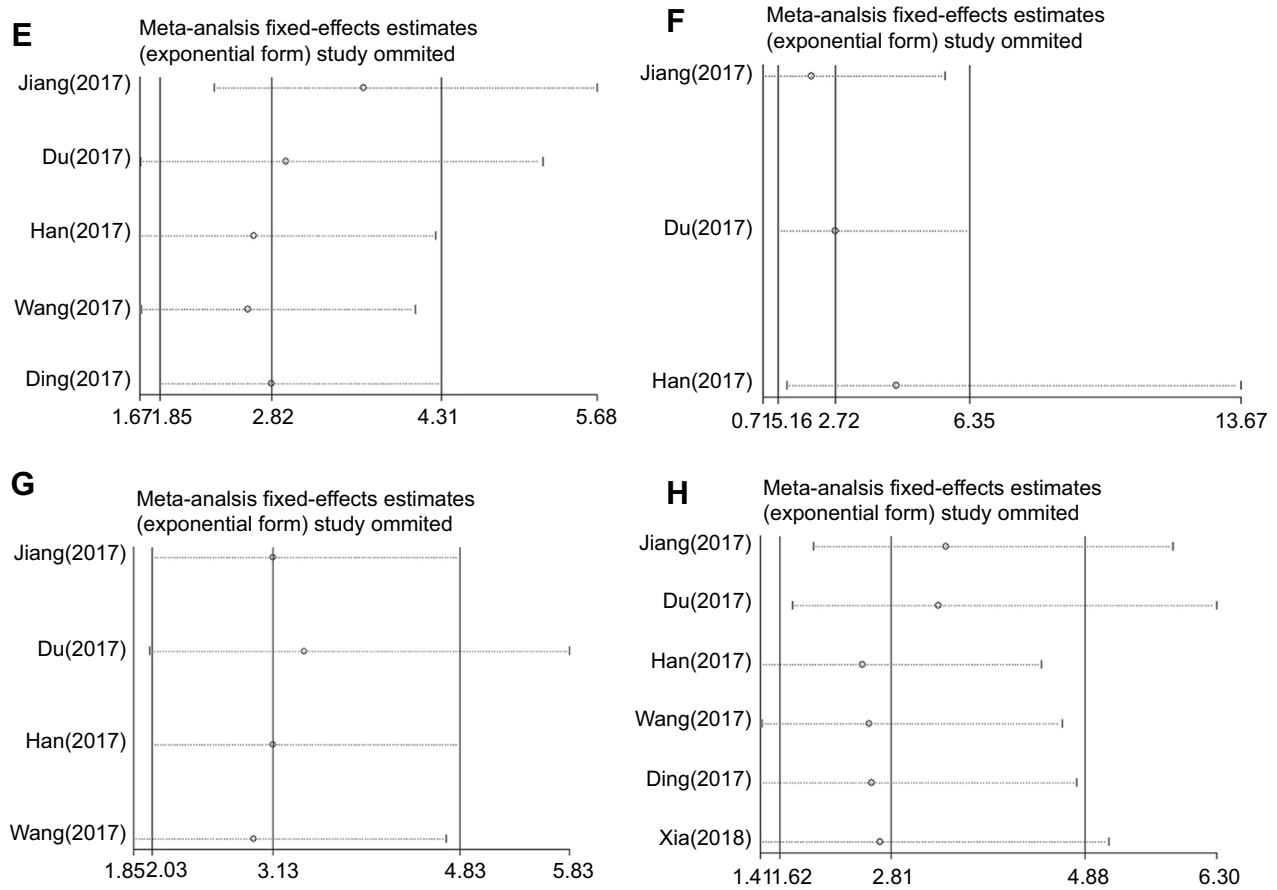 E
Meta-analsis fixed-effects estimates
(exponential form) study ommited
Jiang(2017)
Du(2017)
Han(2017)
Wang(2017)
Ding(2017)
1.671.85 2.82 4.31 5.68
F
Meta-analsis fixed-effects estimates
(exponential form) study ommited
Jiang(2017)
Du(2017)
Han(2017)
0.715.16 2.72 6.35 13.67
G
Meta-analsis fixed-effects estimates
(exponential form) study ommited
Jiang(2017)
Du(2017)
Han(2017)
Wang(2017)
1.852.03 3.13 4.83 5.83
H
Meta-analsis fixed-effects estimates
(exponential form) study ommited
Jiang(2017)
Du(2017)
Han(2017)
Wang(2017)
Ding(2017)
Xia(2018)
1.411.62 2.81 4.88 6.30